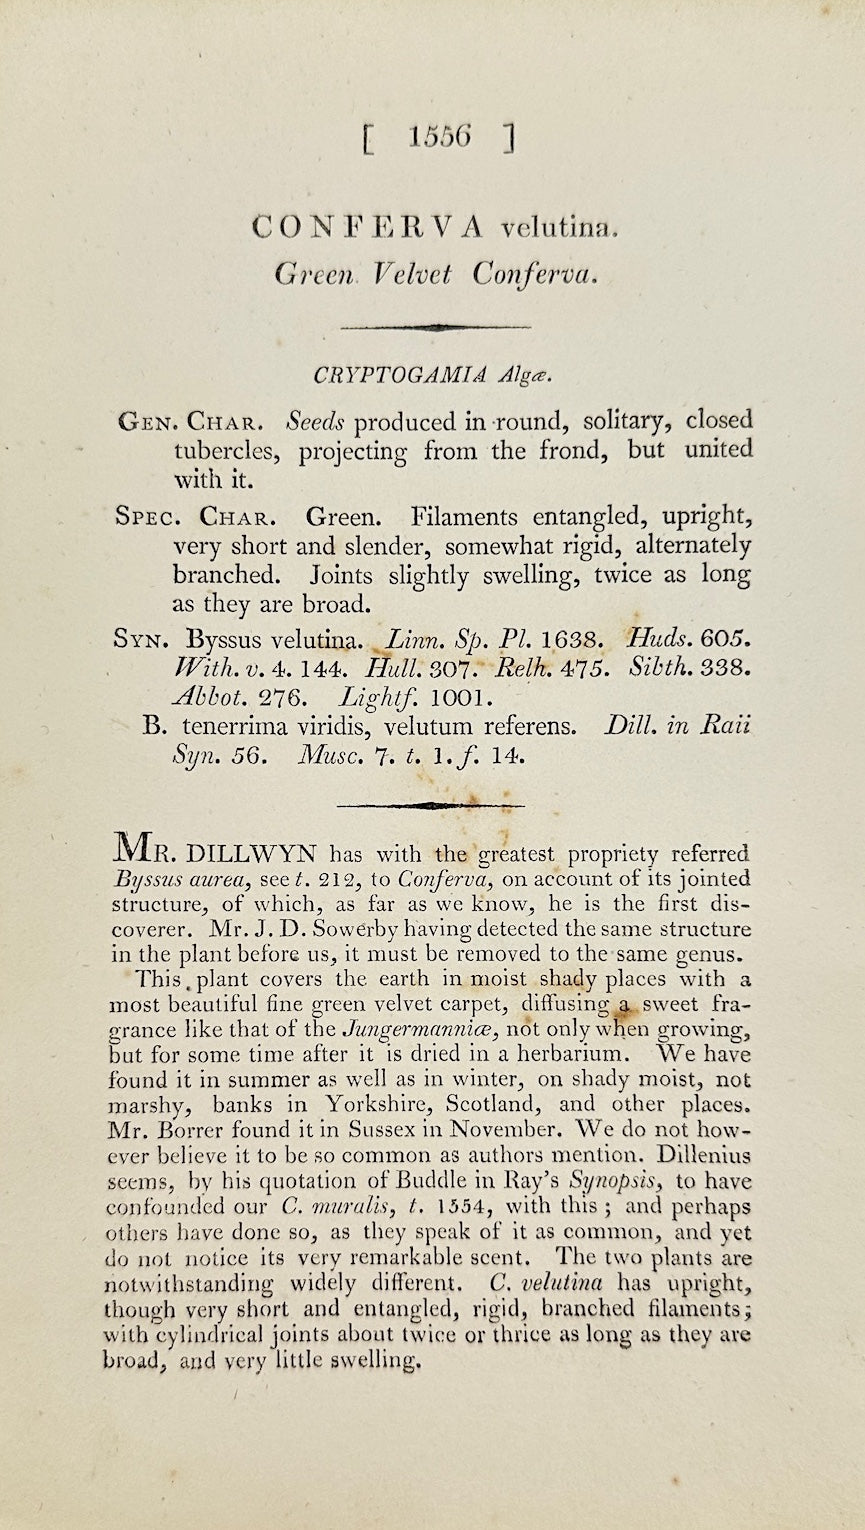 [ 1556 ]
CONFERVA velutina.
Green Velvet Conferva.
CRYPTOGAMIA Algæ.
GEN. CHAR. Seeds produced in round, solitary, closed
tubercles, projecting from the frond, but united
with it.
SPEC. CHAR. Green. Filaments entangled, upright,
very short and slender, somewhat rigid, alternately
branched. Joints slightly swelling, twice as long
as they are broad.
SYN. Byssus velutina. Linn. Sp. Pl. 1638. Huds. 605.
With. v. 4. 144. Hull. 307. Relh. 475. Sibth. 338.
Abbot. 276. Lightf. 1001.
B. tenerrima viridis, velutum referens. Dill. in Raii
Syn. 56. Musc. 7. t. 1. f. 14.
MR. DILLWYN has with the greatest propriety referred
Byssus aurea, see t. 212, to Conferva, on account of its jointed
structure, of which, as far as we know, he is the first dis-
coverer. Mr. J. D. Sowerby having detected the same structure
in the plant before us, it must be removed to the same genus.
This plant covers the earth in moist shady places with a
most beautiful fine green velvet carpet, diffusing a sweet fra-
grance like that of the Jungermanniæ, not only when growing,
but for some time after it is dried in a herbarium. We have
found it in summer as well as in winter, on shady moist, not
marshy, banks in Yorkshire, Scotland, and other places.
Mr. Borrer found it in Sussex in November. We do not how-
ever believe it to be so common as authors mention. Dillenius
seems, by his quotation of Buddle in Ray's Synopsis, to have
confounded our C. muralis, t. 1554, with this; and perhaps
others have done so, as they speak of it as common, and yet
do not notice its very remarkable scent. The two plants are
notwithstanding widely different. C. velutina has upright,
though very short and entangled, rigid, branched filaments;
with cylindrical joints about twice or thrice as long as they are
broad, and very little swelling.